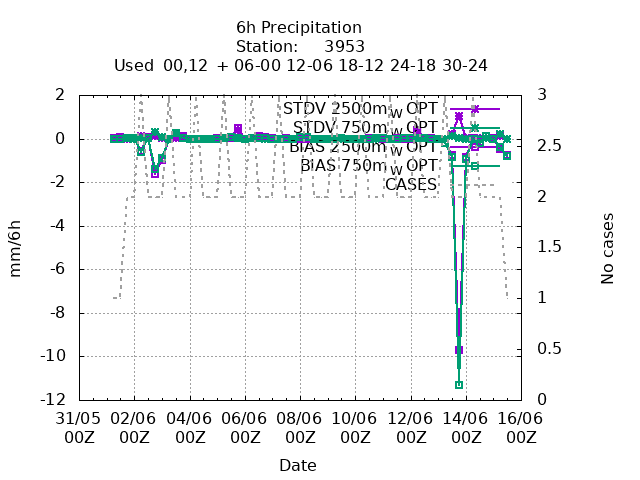 6h Precipitation
Station: 3953
Used 00,12 + 06-00 12-06 18-12 24-18 30-24
STDV 2500m_W OPT
STDV 750m_W OPT
BIAS 2500m_W OPT
BIAS 750m_W OPT
CASES
2
0
-2
-4
-6
-8
-10
-12
mm/6h
3
2.5
2
1.5
1
0.5
0
No cases
31/05 02/06 04/06 06/06 08/06 10/06 12/06 14/06 16/06
00Z 00Z 00Z 00Z 00Z 00Z 00Z 00Z 00Z
Date